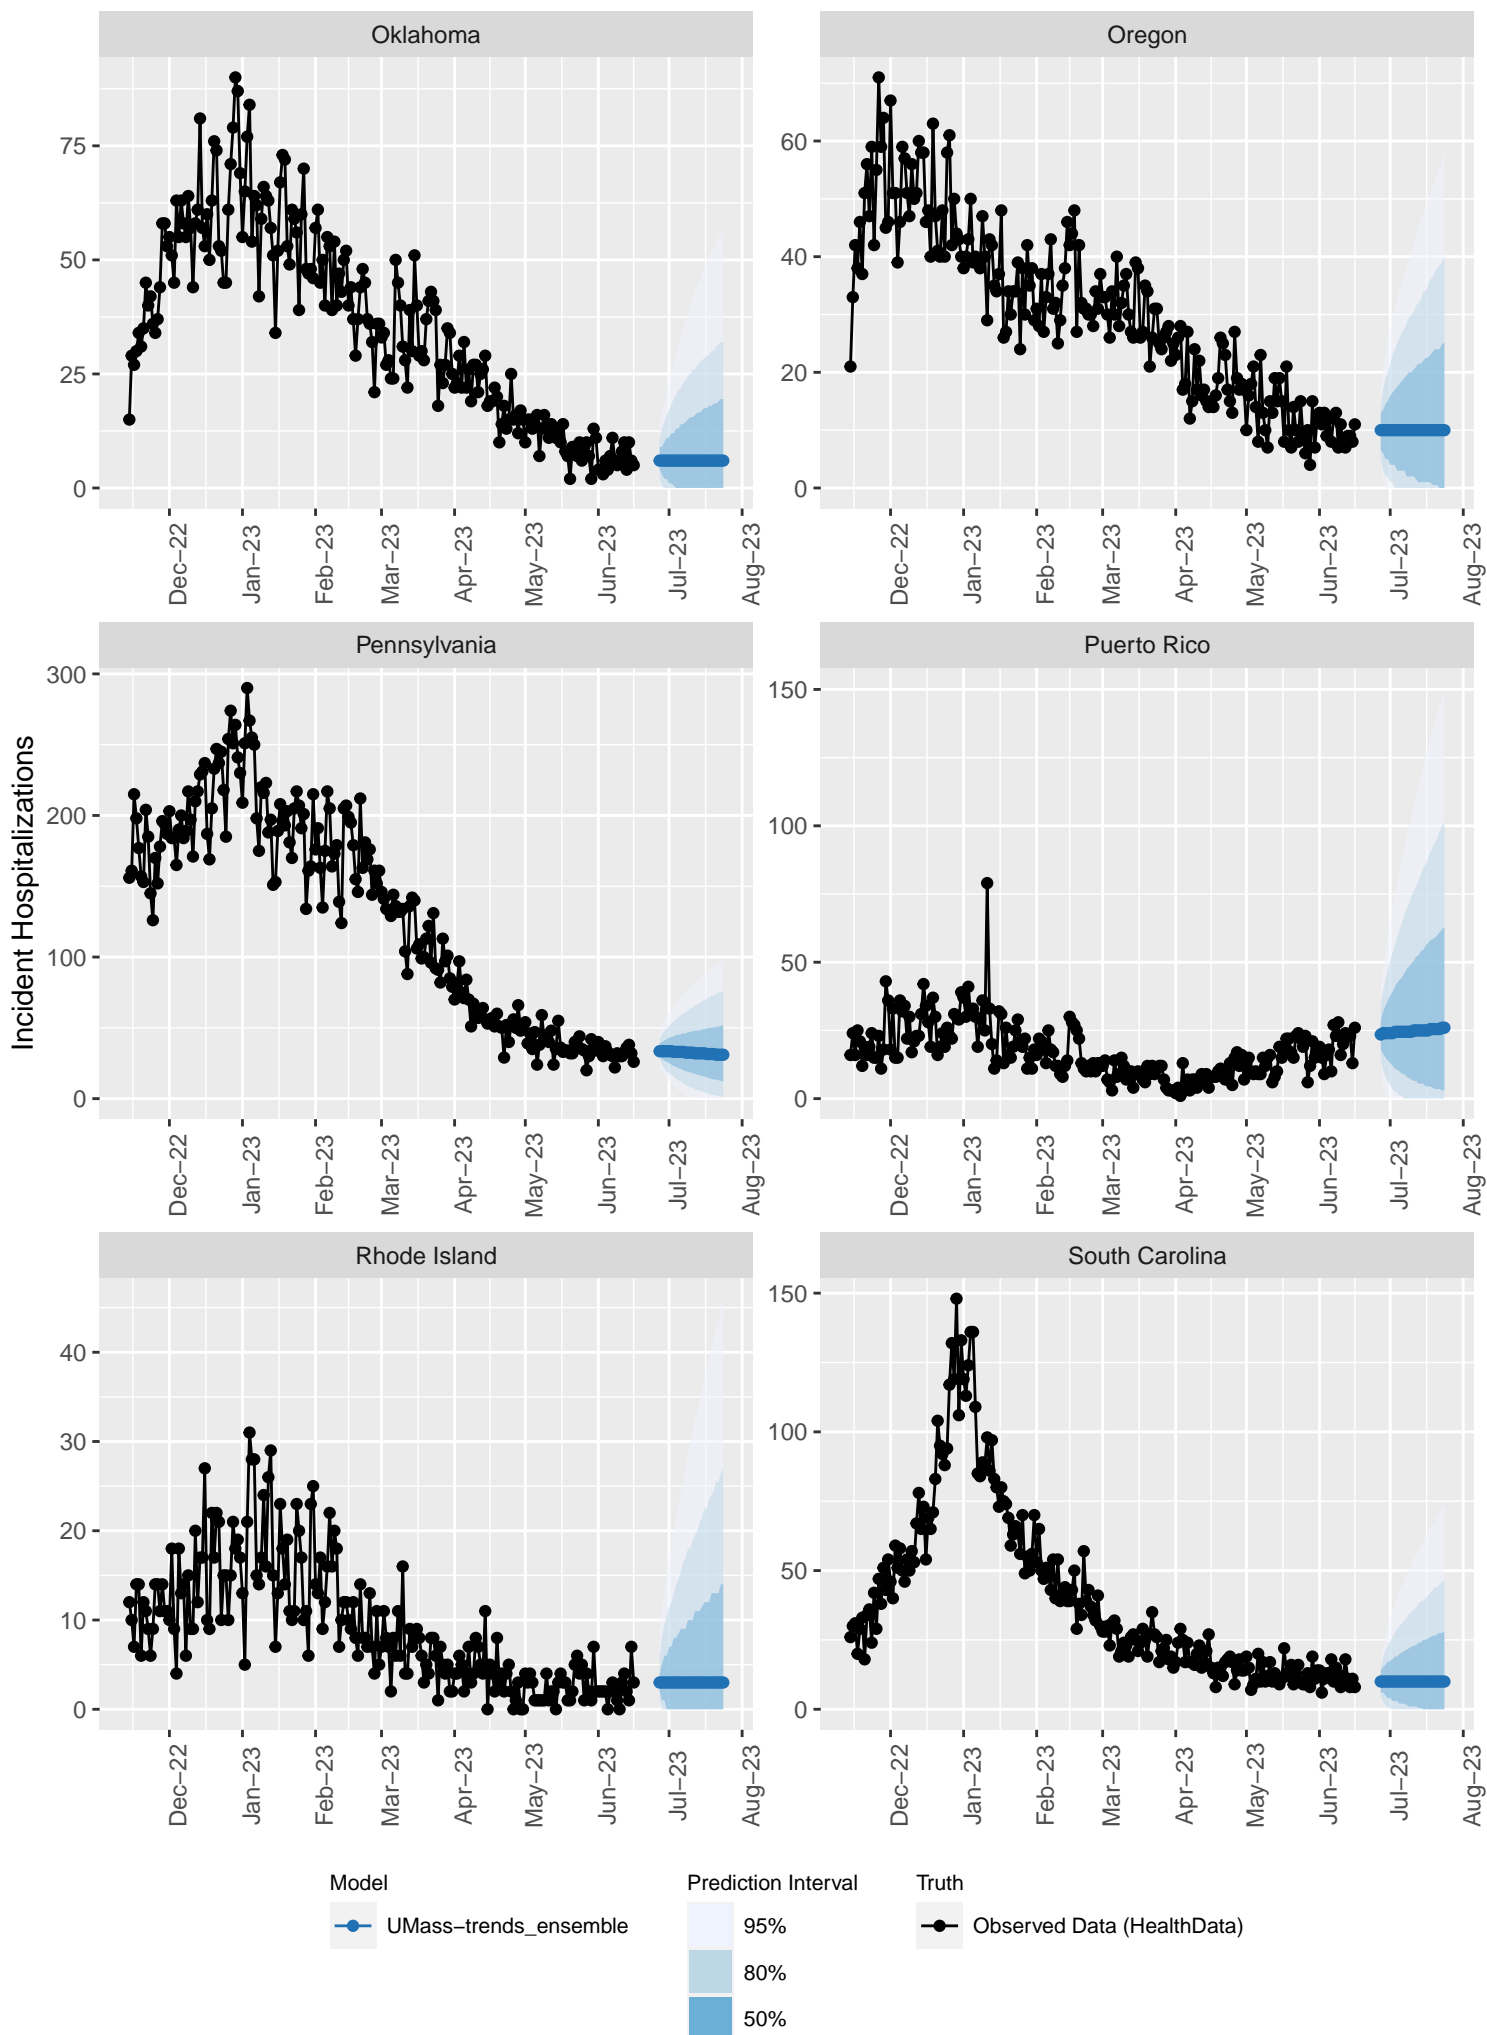 Oklahoma
Oregon
75
50
25
0
60
40
20
0
Dec−22
Jan−23
Feb−23
Mar−23
Apr−23
May−23
Jun−23
Jul−23
Aug−23
Dec−22
Jan−23
Feb−23
Mar−23
Apr−23
May−23
Jun−23
Jul−23
Aug−23
Incident Hospitalizations
Pennsylvania
Puerto Rico
300
200
100
0
150
100
50
0
Dec−22
Jan−23
Feb−23
Mar−23
Apr−23
May−23
Jun−23
Jul−23
Aug−23
Dec−22
Jan−23
Feb−23
Mar−23
Apr−23
May−23
Jun−23
Jul−23
Aug−23
Rhode Island
South Carolina
40
30
20
10
0
150
100
50
0
Dec−22
Jan−23
Feb−23
Mar−23
Apr−23
May−23
Jun−23
Jul−23
Aug−23
Dec−22
Jan−23
Feb−23
Mar−23
Apr−23
May−23
Jun−23
Jul−23
Aug−23
Model
UMass−trends_ensemble
Prediction Interval
95%
80%
50%
Truth
Observed Data (HealthData)